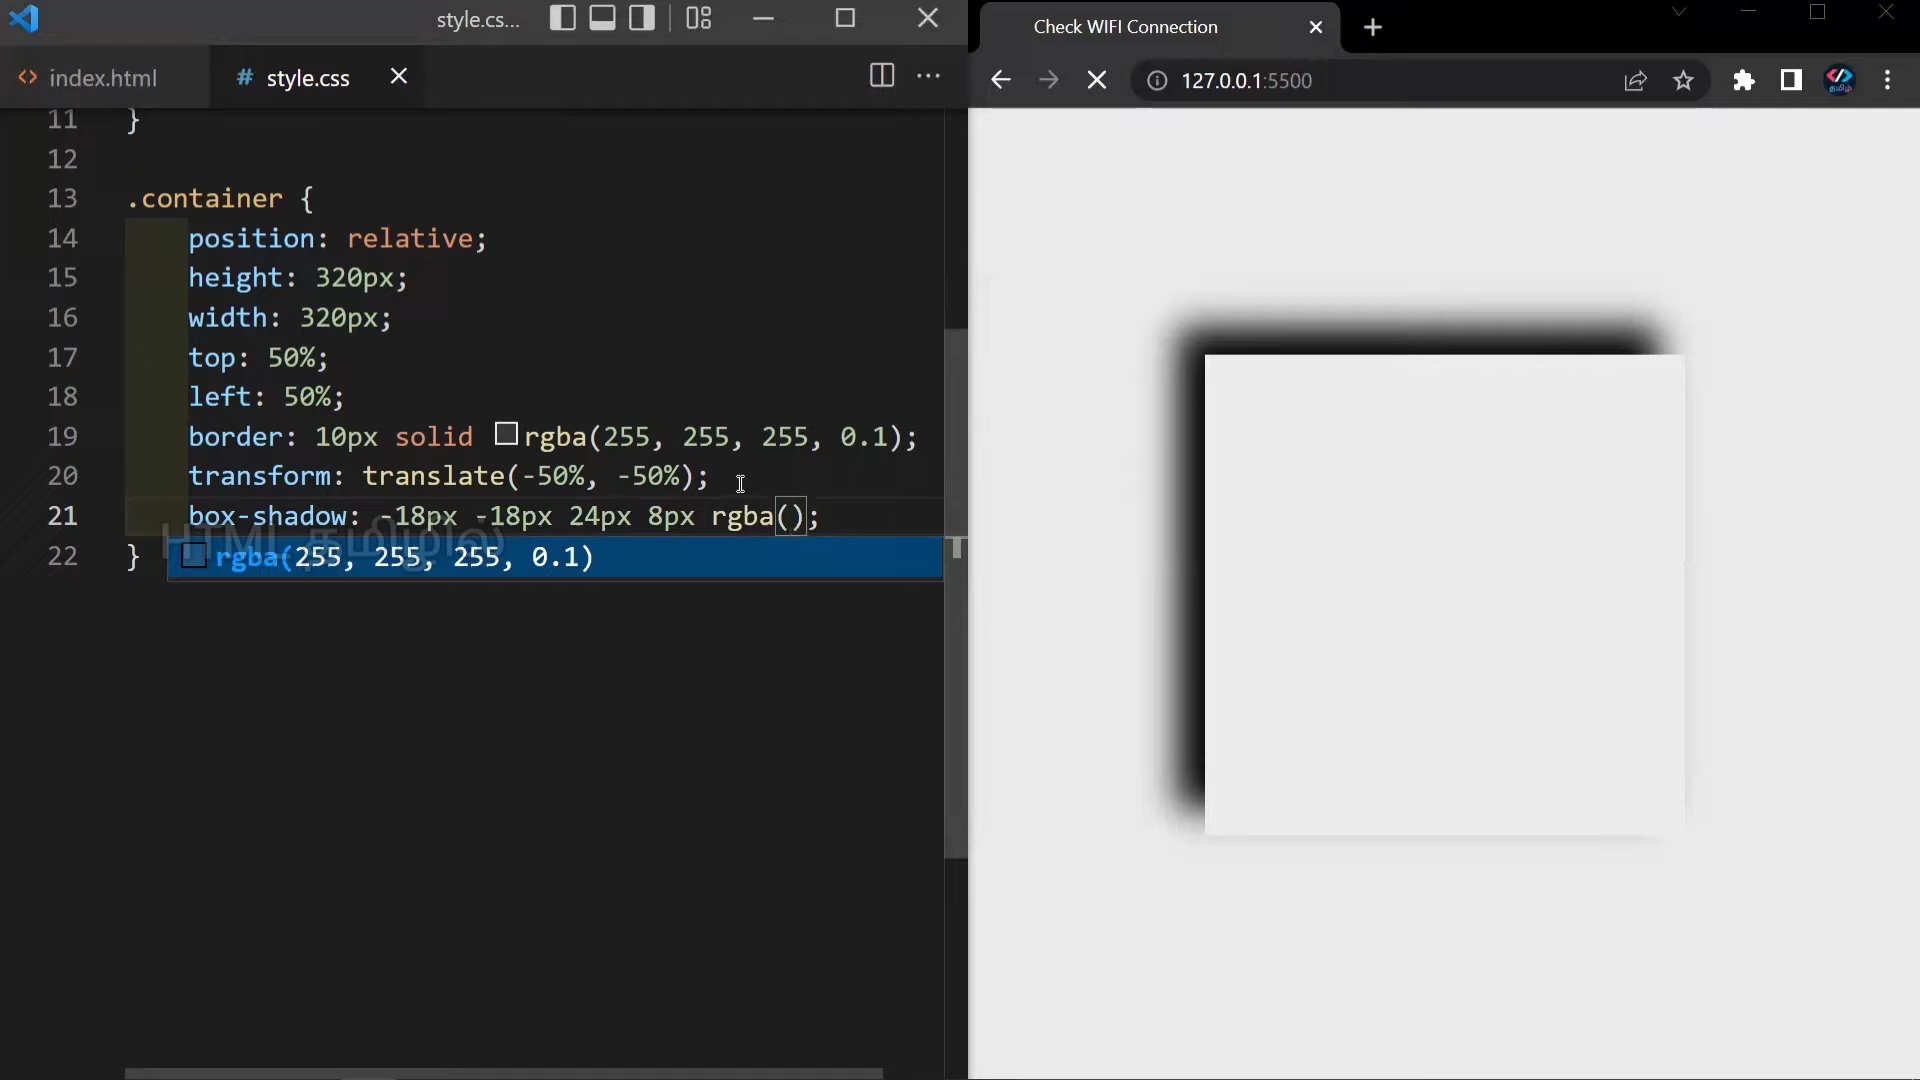 style.cs...
Check WIFI Connection
index.html
# style.css
127.0.0.1:5500
தமிழ்
11 }
12
13 .container {
14 position: relative;
15 height: 320px;
16 width: 320px;
17 top: 50%;
18 left: 50%;
19 border: 10px solid rgba(255, 255, 255, 0.1);
20 transform: translate(-50%, -50%);
21 box-shadow: -18px -18px 24px 8px rgba();
HTML தமிழில்
22 }
rgba(255, 255, 255, 0.1)